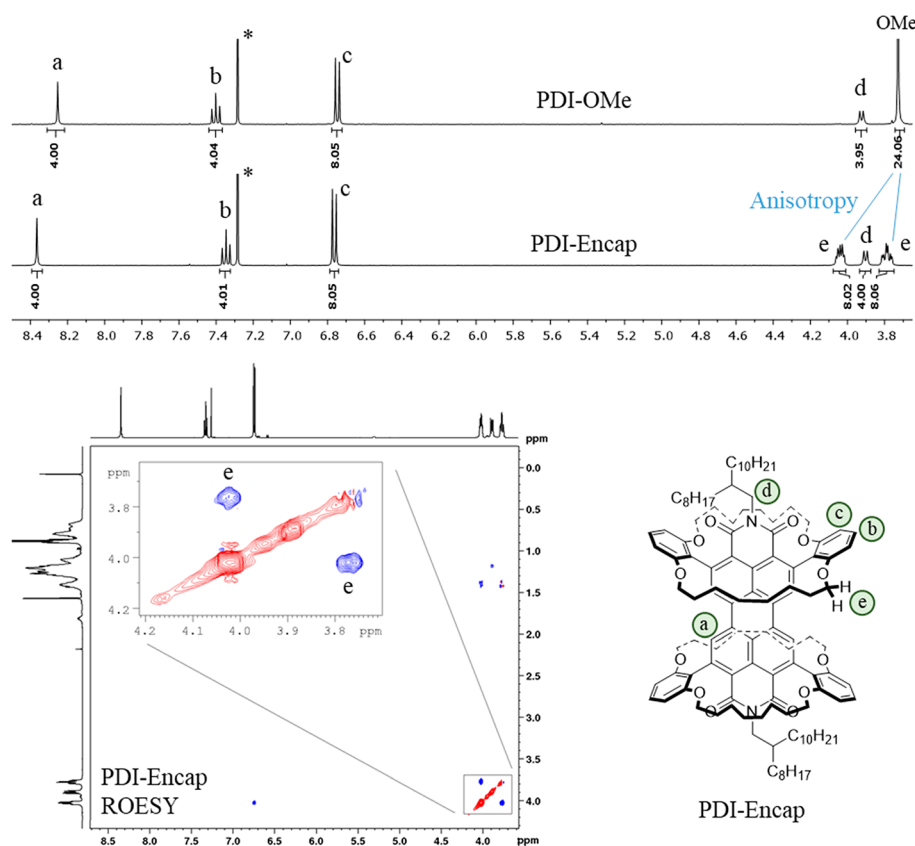 OMe
a
b
*
c
PDI-OMe
d
4.00
4.04
8.05
3.95
24.06
a
b
*
c
PDI-Encap
Anisotropy
e
d
e
4.00
4.01
8.05
8.02
4.00
8.06
8.4 8.2 8.0 7.8 7.6 7.4 7.2 7.0 6.8 6.6 6.4 6.2 6.0 5.8 5.6 5.4 5.2 5.0 4.8 4.6 4.4 4.2 4.0 3.8
ppm
ppm
e
3.8
4.0
e
4.2
4.2 4.1 4.0 3.9 3.8 ppm
0.0
0.5
1.0
1.5
2.0
2.5
3.0
3.5
4.0
PDI-Encap
ROESY
8.5 8.0 7.5 7.0 6.5 6.0 5.5 5.0 4.5 4.0 ppm
C10H21
C8H17
d
N
O
O
c
b
O
O
O
O
H
H
e
a
O
O
O
O
O
N
O
C10H21
C8H17
PDI-Encap